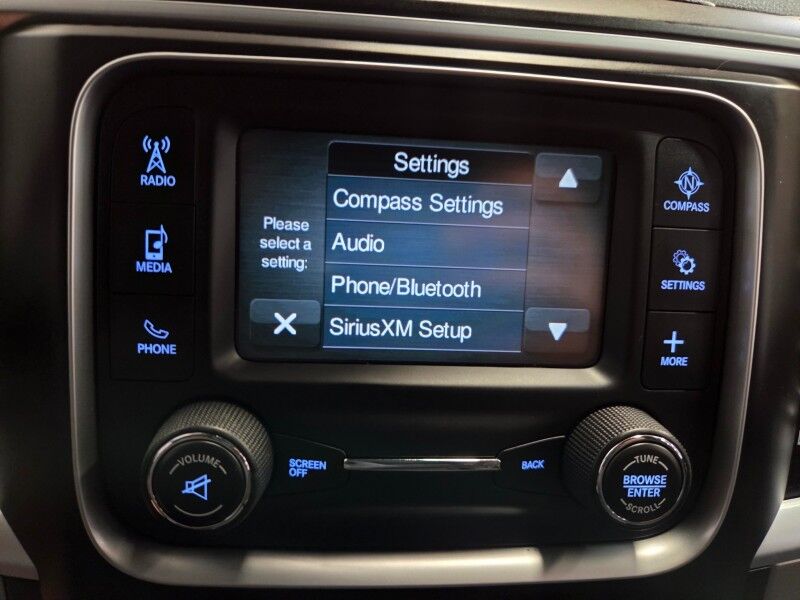 RADIO
MEDIA
PHONE
Settings
Please
select a
setting:
Compass Settings
Audio
Phone/Bluetooth
SiriusXM Setup
N
COMPASS
SETTINGS
MORE
VOLUME
SCREEN
OFF
BACK
TUNE
BROWSE
ENTER
SCROLL